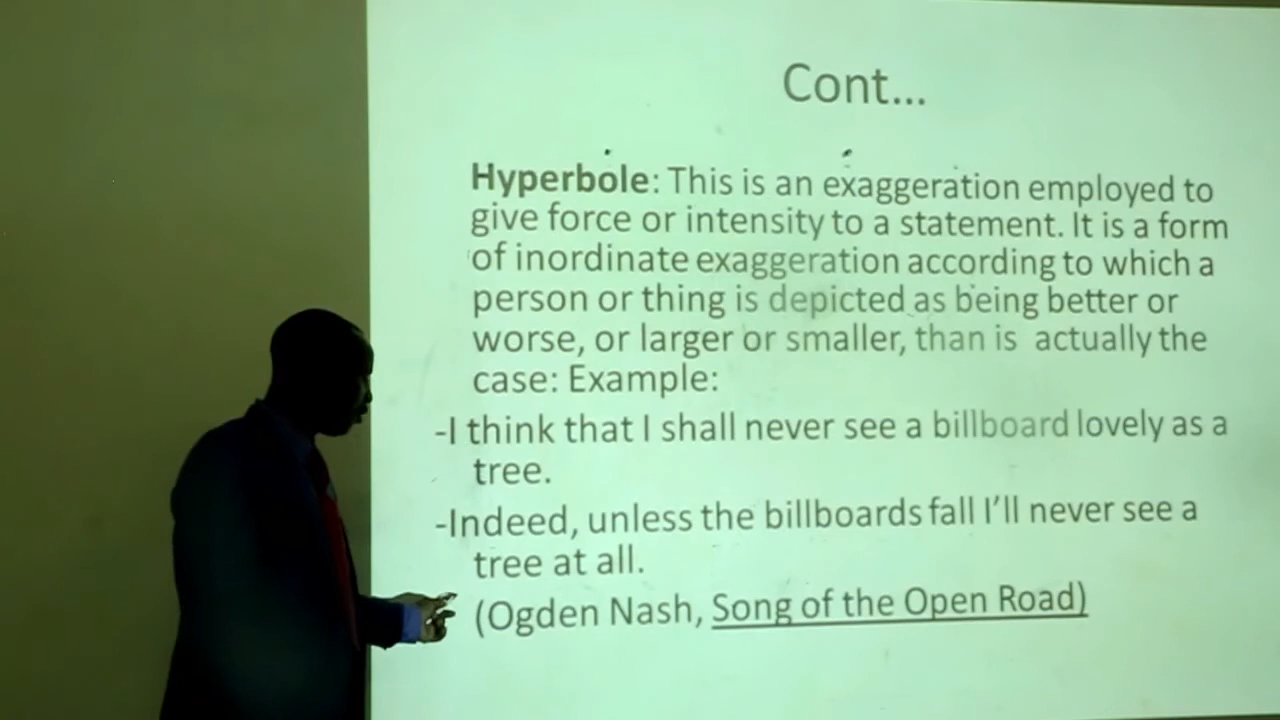 Cont...
Hyperbole: This is an exaggeration employed to
give force or intensity to a statement. It is a form
of inordinate exaggeration according to which a
person or thing is depicted as being better or
worse, or larger or smaller, than is actually the
case: Example:
-I think that I shall never see a billboard lovely as a
tree.
-Indeed, unless the billboards fall I'll never see a
tree at all.
(Ogden Nash, Song of the Open Road)